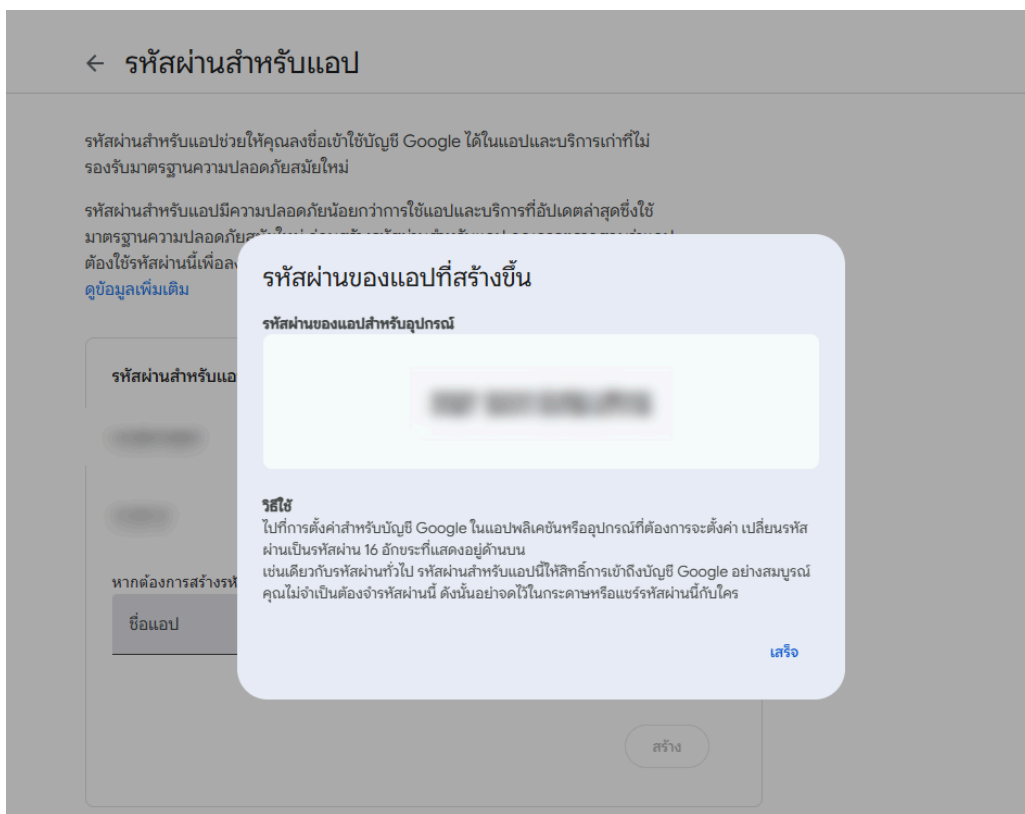 รหัสผ่านสำหรับแอป
รหัสผ่านสำหรับแอปช่วยให้คุณลงชื่อเข้าใช้บัญชี Google ได้ในแอปและบริการเก่าที่ไม่
รองรับมาตรฐานความปลอดภัยสมัยใหม่
รหัสผ่านสำหรับแอปมีความปลอดภัยน้อยกว่าการใช้แอปและบริการที่อัปเดตล่าสุดซึ่งใช้
มาตรฐานความปลอดภัย
ต้องใช้รหัสผ่านนี้เพื่อลง
ดูข้อมูลเพิ่มเติม
รหัสผ่านสำหรับแอ
หากต้องการสร้างรหั
ชื่อแอป
รหัสผ่านของแอปที่สร้างขึ้น
รหัสผ่านของแอปสำหรับอุปกรณ์
วิธีใช้
ไปที่การตั้งค่าสำหรับบัญชี Google ในแอปพลิเคชันหรืออุปกรณ์ที่ต้องการจะตั้งค่า เปลี่ยนรหัส
ผ่านเป็นรหัสผ่าน 16 อักขระที่แสดงอยู่ด้านบน
เช่นเดียวกับรหัสผ่านทั่วไป รหัสผ่านสำหรับแอปนี้ให้สิทธิ์การเข้าถึงบัญชี Google อย่างสมบูรณ์
คุณไม่จำเป็นต้องจำรหัสผ่านนี้ ดังนั้นอย่าจดไว้ในกระดาษหรือแชร์รหัสผ่านนี้กับใคร
เสร็จ
สร้าง